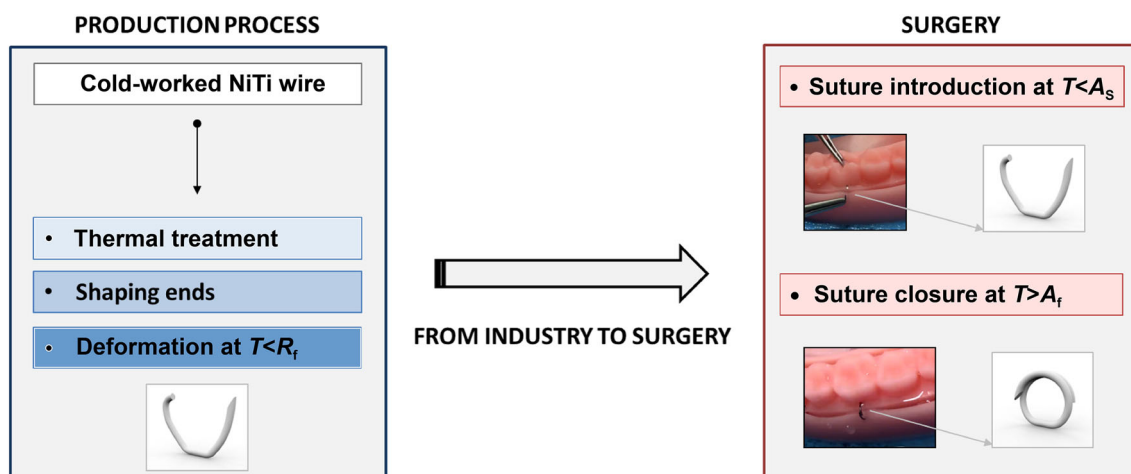 PRODUCTION PROCESS
Cold-worked NiTi wire
• Thermal treatment
• Shaping ends
• Deformation at T<Rf
FROM INDUSTRY TO SURGERY
SURGERY
• Suture introduction at T<AS
• Suture closure at T>Af